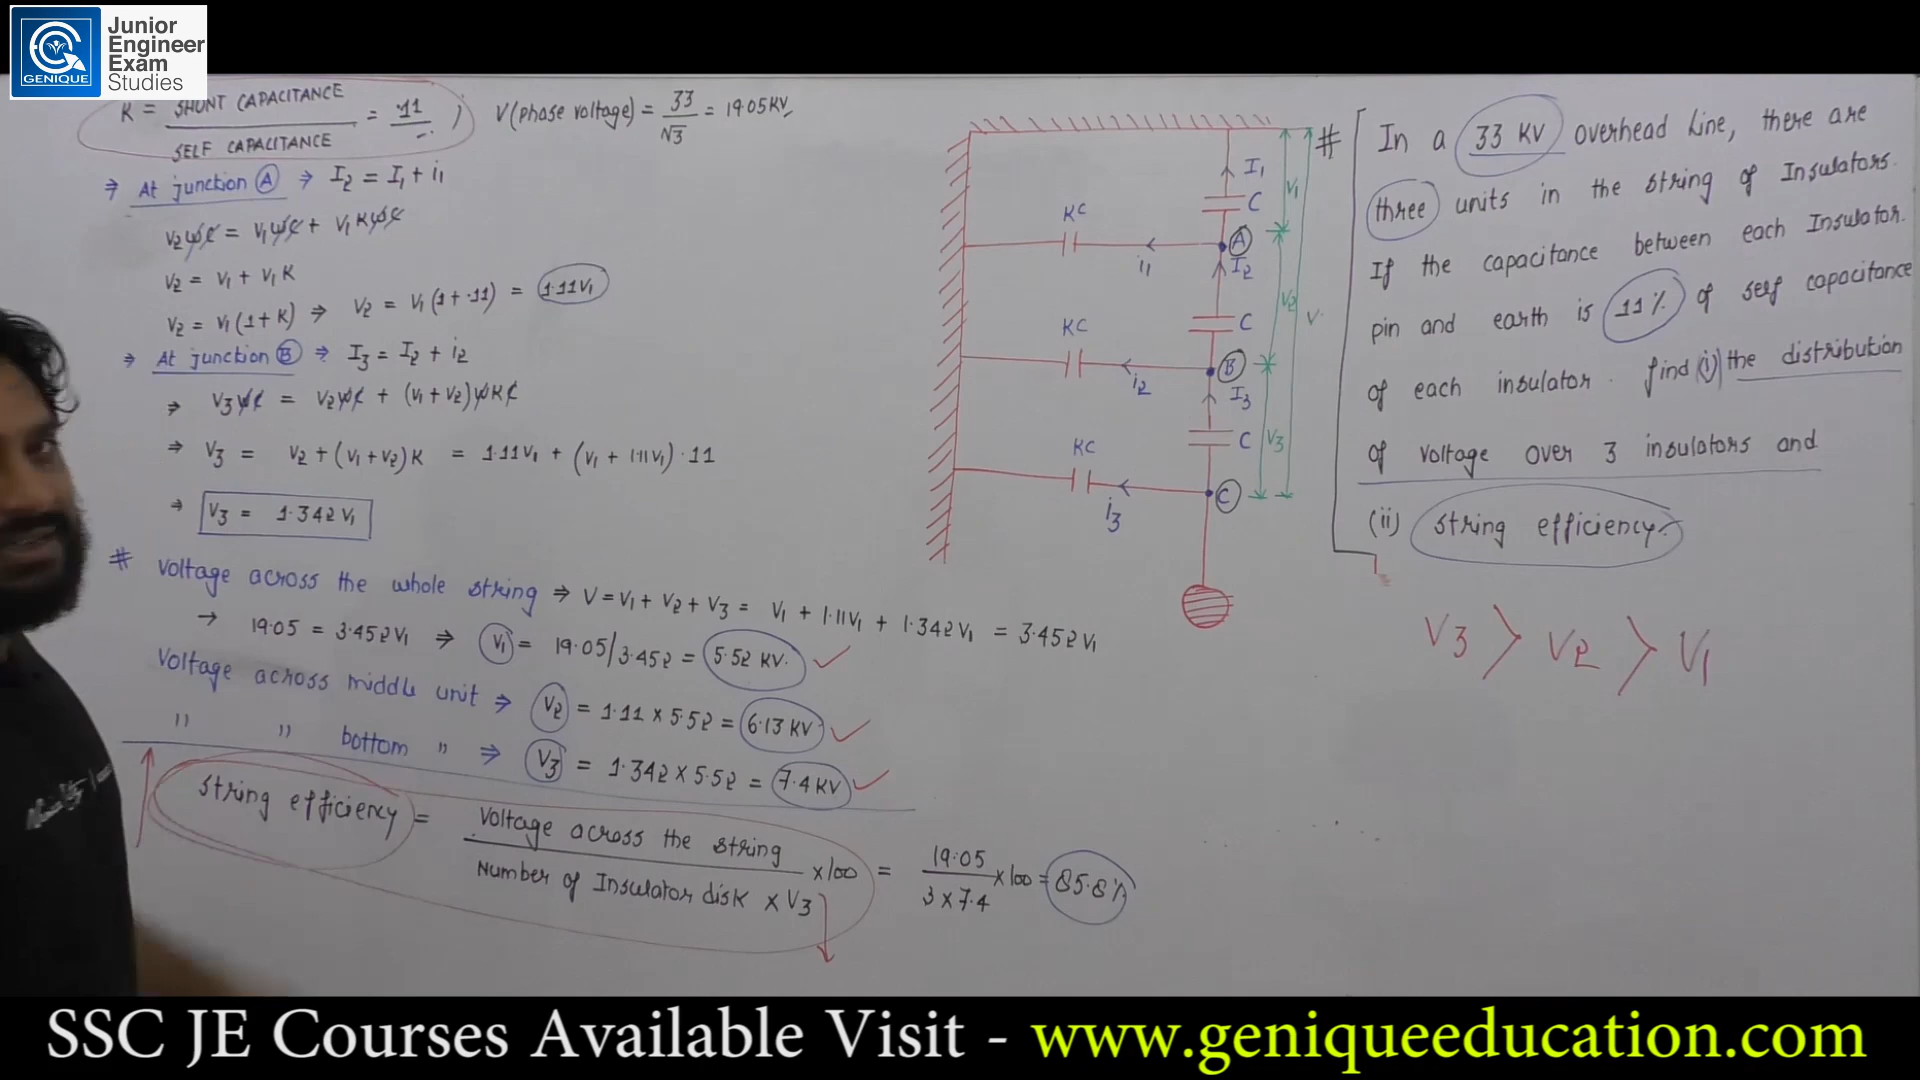 Junior
Engineer
Exam
Studies
GENIQUE
K = SHUNT CAPACITANCE / SELF CAPACITANCE = .11 ; V(phase voltage) = 33/√3 = 19.05KV
⇒ At junction A ⇒ I2 = I1 + i1
V2ωC = V1ωC + V1KωC
V2 = V1 + V1K
V2 = V1(1+K) ⇒ V2 = V1(1+.11) = 1.11V1
⇒ At junction B ⇒ I3 = I2 + i2
⇒ V3ωC = V2ωC + (V1+V2)ωKC
⇒ V3 = V2+(V1+V2)K = 1.11V1 + (V1 + 1.11V1).11
⇒ V3 = 1.342V1
# Voltage across the whole string ⇒ V=V1+V2+V3 = V1 + 1.11V1 + 1.342V1 = 3.452V1
→ 19.05 = 3.452V1 ⇒ V1 = 19.05/3.452 = 5.52 KV.
Voltage across middle unit ⇒ V2 = 1.11 × 5.52 = 6.13 KV
" " bottom " ⇒ V3 = 1.342 × 5.52 = 7.4 KV
String efficiency = Voltage across the string / Number of Insulator disk × V3 ×100 = 19.05 / 3×7.4 ×100 = 85.8%
I1
C
V1
KC
A
i1
I2
KC
C
V2
V
B
i2
I3
KC
C
V3
C
i3
# In a 33 KV overhead line, there are
three units in the string of Insulators.
If the capacitance between each Insulator.
pin and earth is 11% of self capacitance
of each insulator. find (i) the distribution
of voltage over 3 insulators and
(ii) string efficiency.
V3 > V2 > V1
SSC JE Courses Available Visit - www.geniqueeducation.com